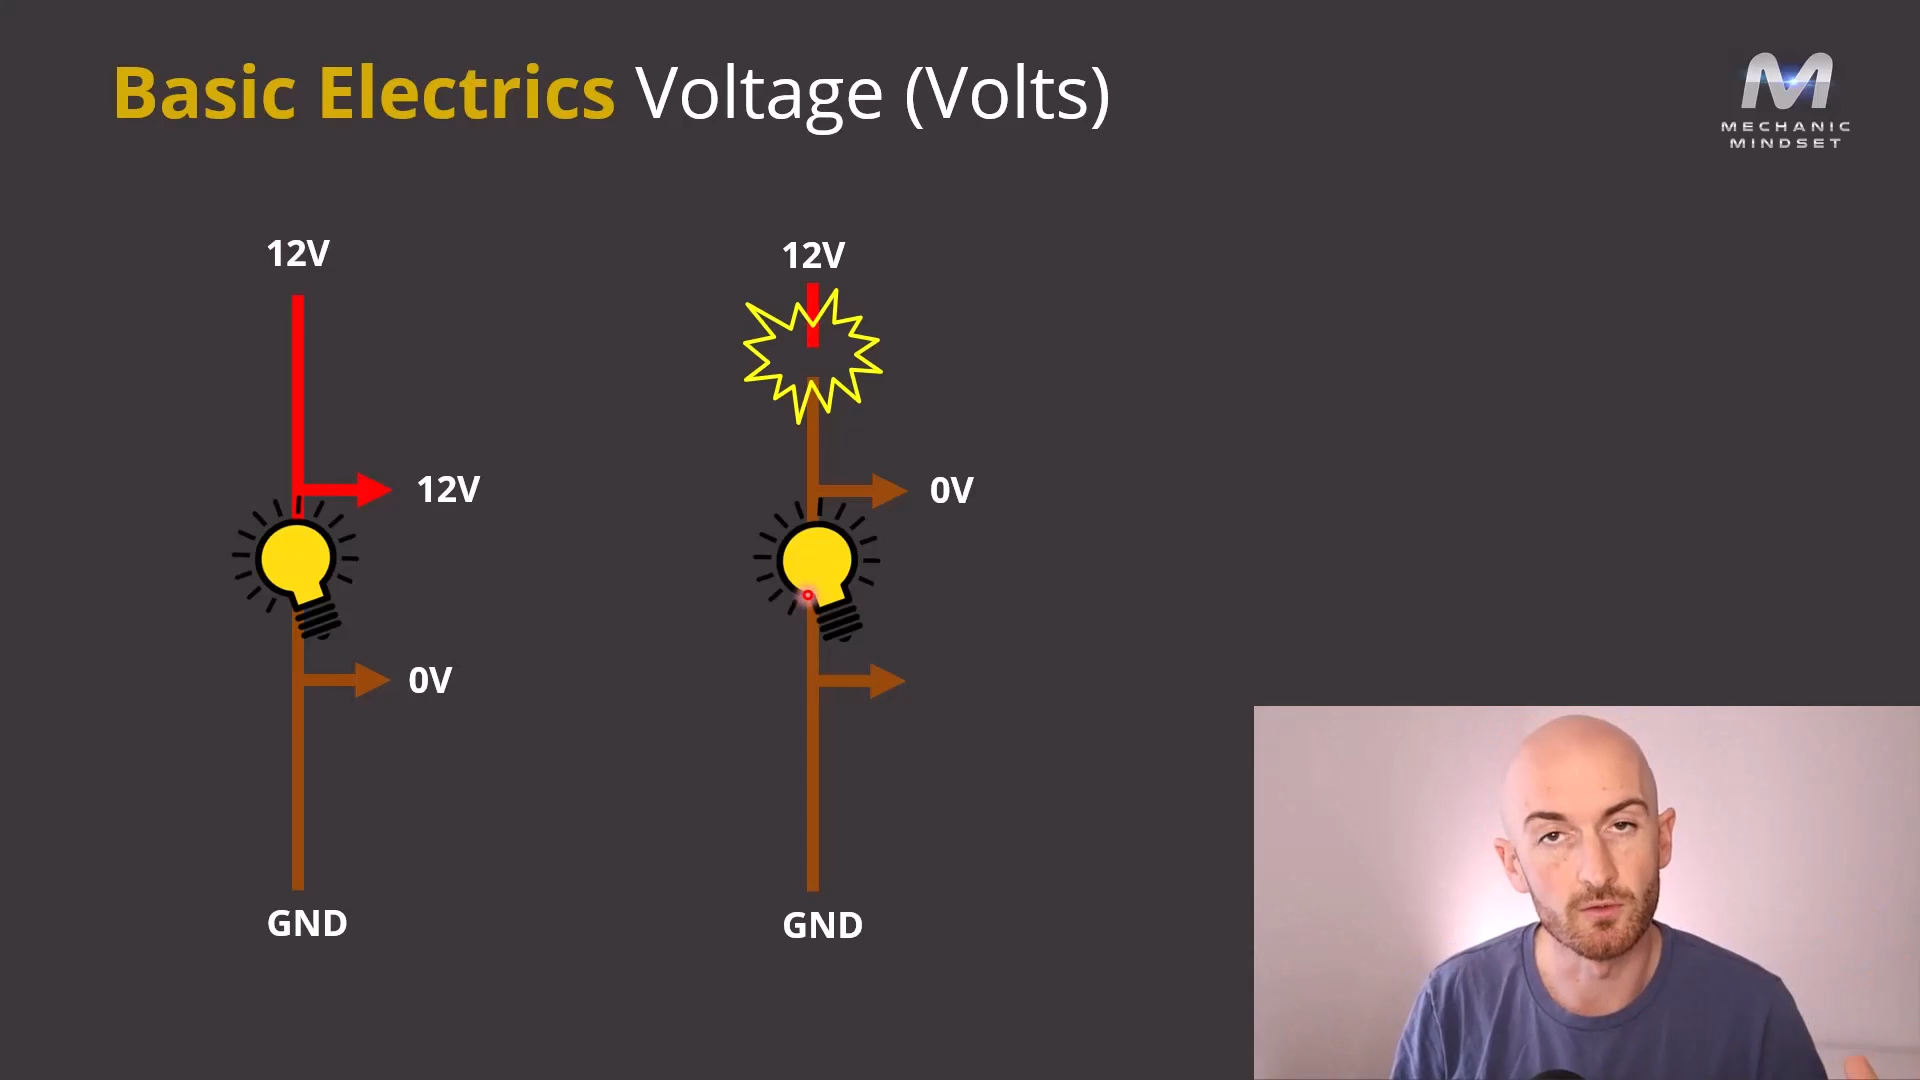 Basic Electrics Voltage (Volts)
MECHANIC
MINDSET
12V
12V
12V
0V
0V
GND
GND